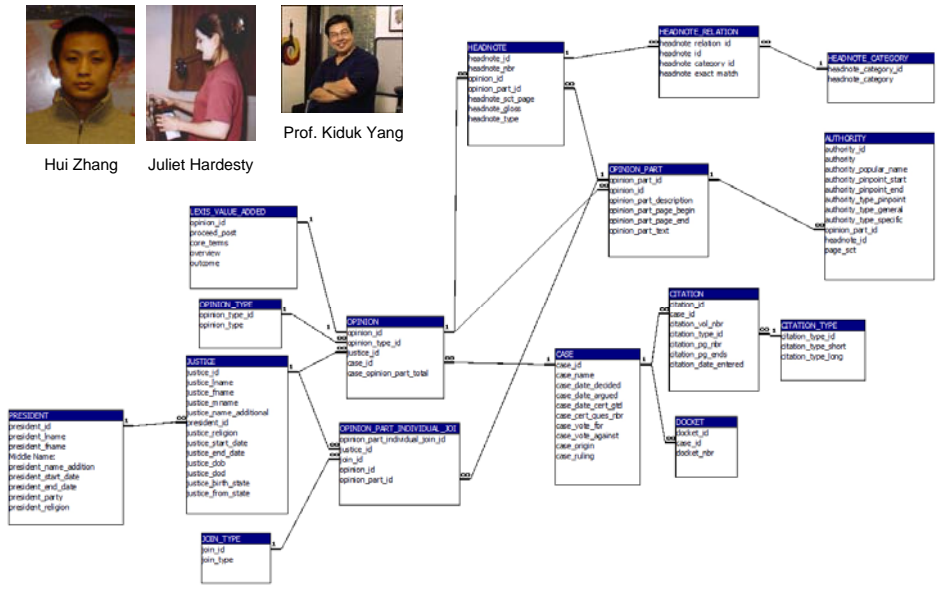 Hui Zhang
Juliet Hardesty
Prof. Kiduk Yang
HEADNOTE
headnote_id
headnote_nbr
opinion_id
opinion_part_id
headnote_sct_page
headnote_gloss
headnote_type
HEADNOTE_RELATION
headnote relation id
headnote id
headnote category id
headnote exact match
HEADNOTE_CATEGORY
headnote_category_id
headnote_category
AUTHORITY
authority_id
authority
authority_popular_name
authority_pinpoint_start
authority_pinpoint_end
authority_type_pinpoint
authority_type_general
authority_type_specific
opinion_part_id
headnote_id
page_sct
OPINION_PART
opinion_part_id
opinion_id
opinion_part_description
opinion_part_page_begin
opinion_part_page_end
opinion_part_text
LEXIS_VALUE_ADDED
opinion_id
proceed_post
core_terms
overview
outcome
OPINION_TYPE
opinion_type_id
opinion_type
OPINION
opinion_id
opinion_type_id
justice_id
case_id
case_opinion_part_total
CITATION
citation_id
case_id
citation_vol_nbr
citation_type_id
citation_pg_nbr
citation_pg_ends
citation_date_entered
CITATION_TYPE
citation_type_id
citation_type_short
citation_type_long
CASE
case_id
case_name
case_date_decided
case_date_argued
case_date_cert_gtd
case_cert_ques_nbr
case_vote_for
case_vote_against
case_origin
case_ruling
JUSTICE
justice_id
justice_lname
justice_fname
justice_mname
justice_name_additional
president_id
justice_religion
justice_start_date
justice_end_date
justice_dob
justice_dod
justice_birth_state
justice_from_state
PRESIDENT
president_id
president_lname
president_fname
Middle Name:
president_name_addition
president_start_date
president_end_date
president_party
president_religion
OPINION_PART_INDIVIDUAL_JOI
opinion_part_individual_join_id
justice_id
join_id
opinion_id
opinion_part_id
DOCKET
docket_id
case_id
docket_nbr
JOIN_TYPE
join_id
join_type